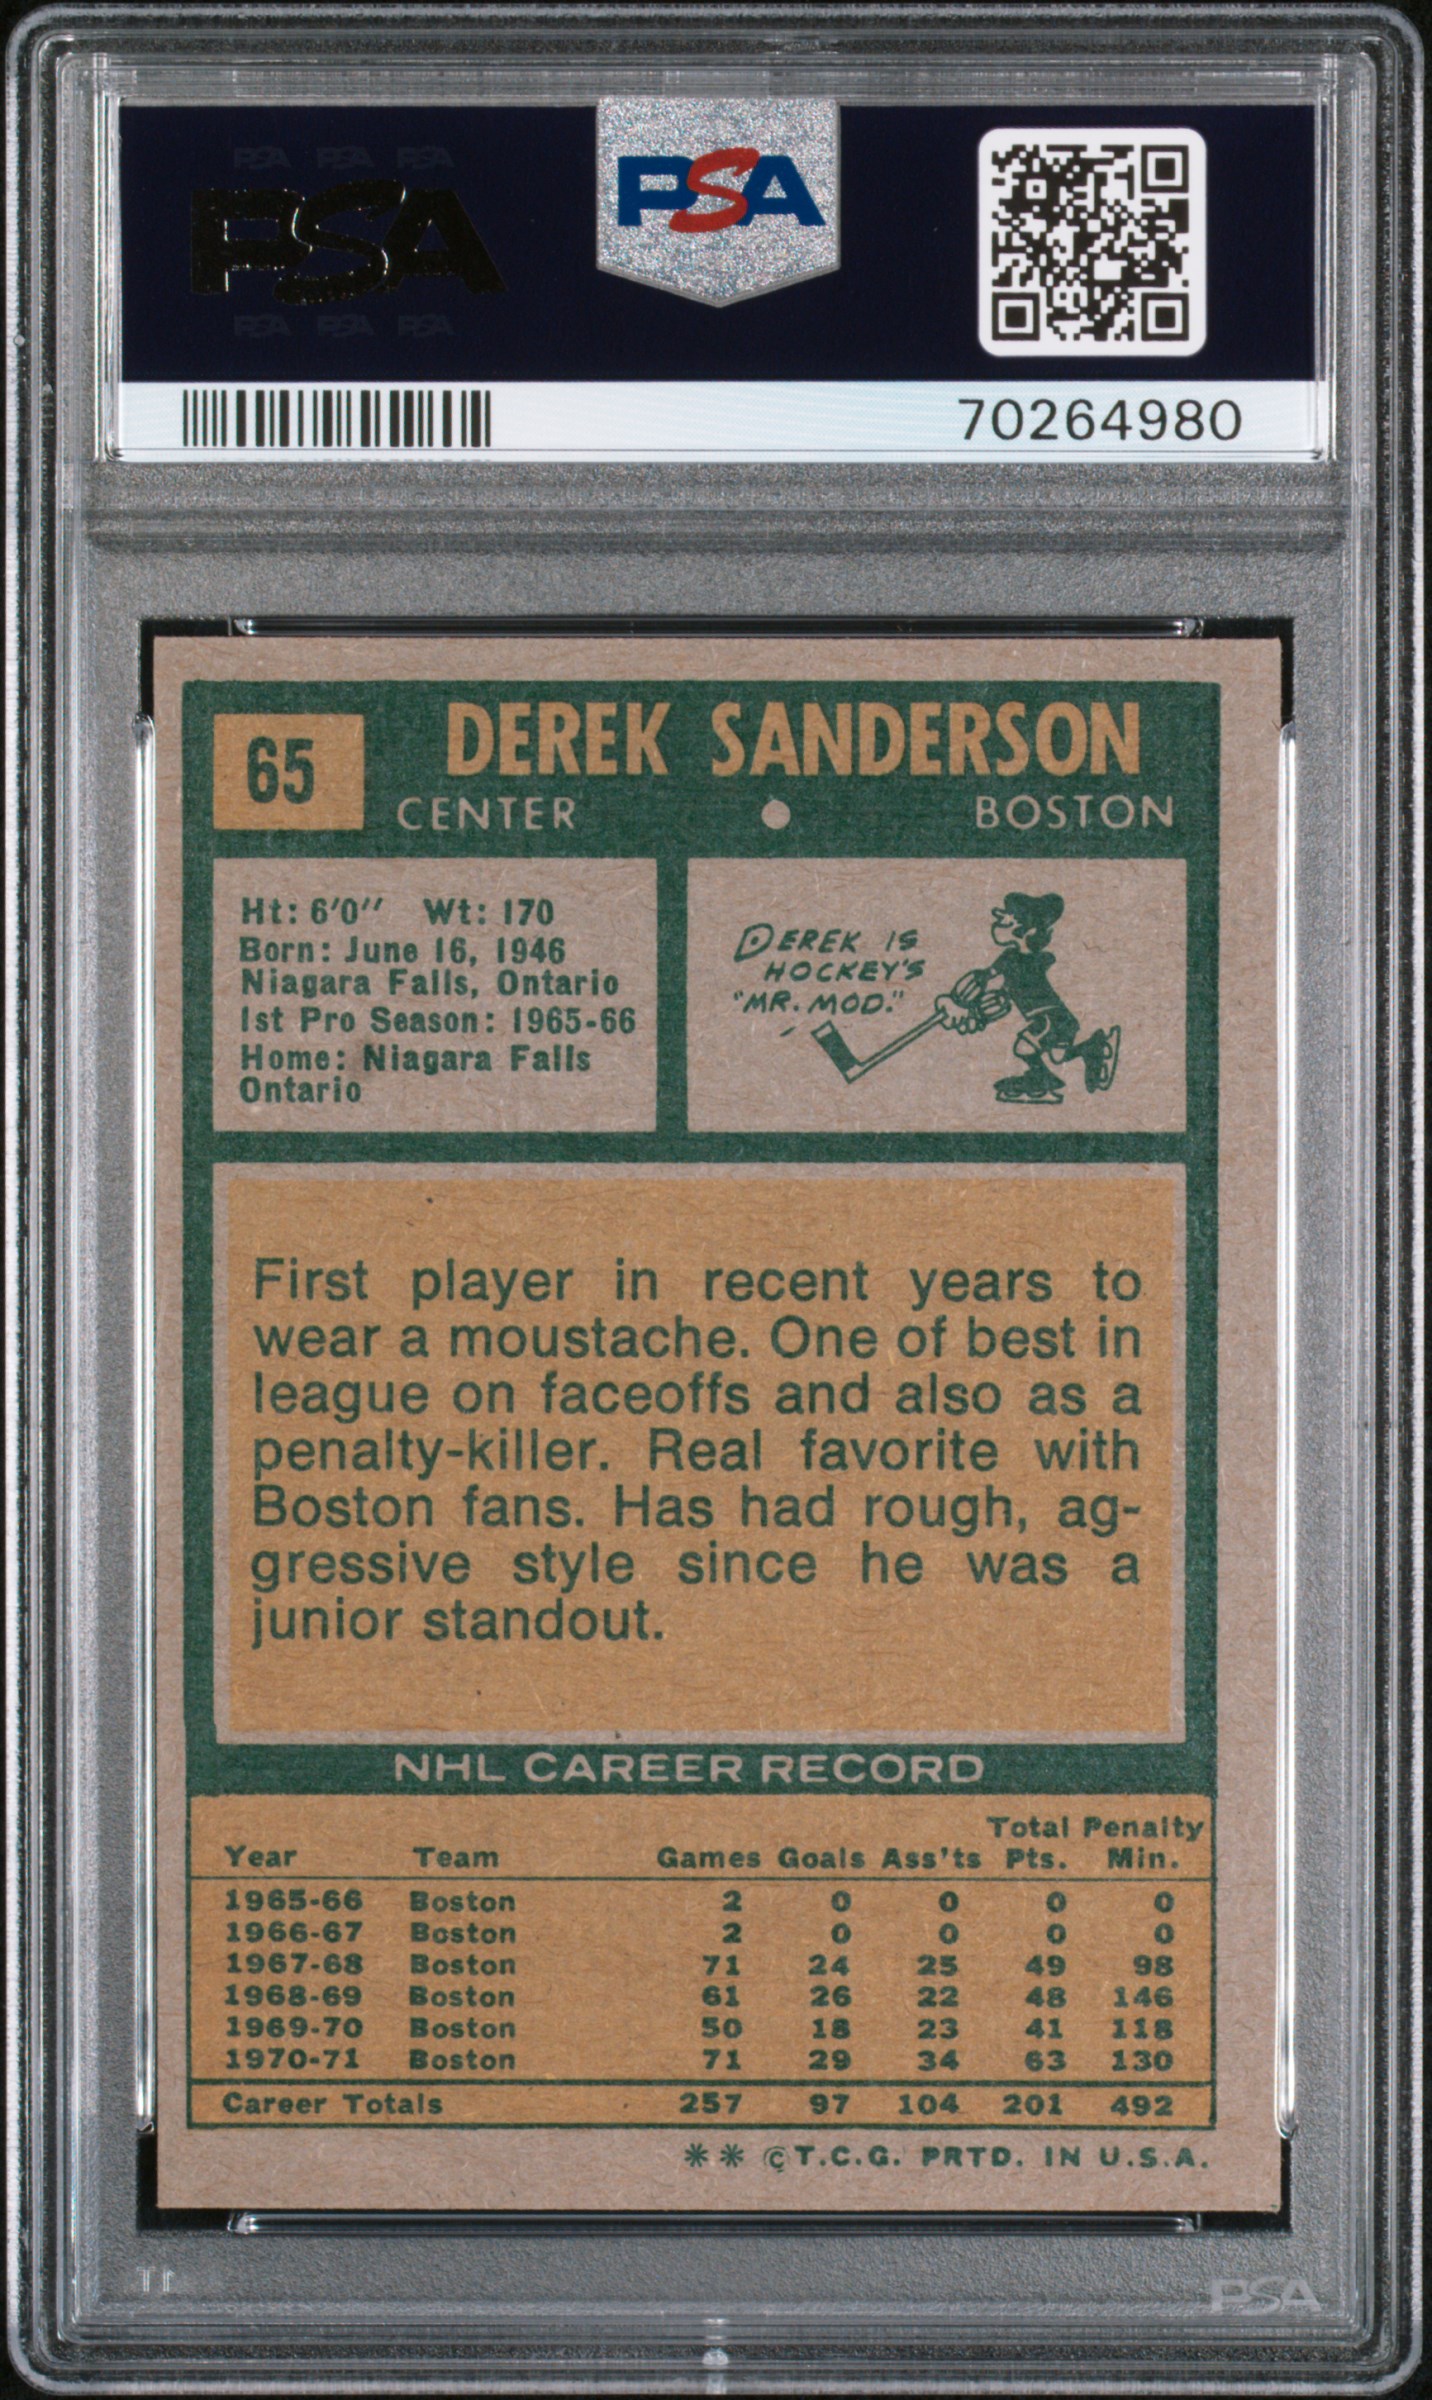 PSA PSA PSA
PSA
PSA PSA PSA
PSA
70264980
65
DEREK SANDERSON
CENTER
BOSTON
Ht: 6'0'' Wt: 170
Born: June 16, 1946
Niagara Falls, Ontario
1st Pro Season: 1965-66
Home: Niagara Falls
Ontario
DEREK IS
HOCKEY'S
"MR. MOD."
First player in recent years to
wear a moustache. One of best in
league on faceoffs and also as a
penalty-killer. Real favorite with
Boston fans. Has had rough, ag-
gressive style since he was a
junior standout.
NHL CAREER RECORD
Total Penalty
Year Team Games Goals Ass'ts Pts. Min.
1965-66 Boston 2 0 0 0 0
1966-67 Boston 2 0 0 0 0
1967-68 Boston 71 24 25 49 98
1968-69 Boston 61 26 22 48 146
1969-70 Boston 50 18 23 41 118
1970-71 Boston 71 29 34 63 130
Career Totals 257 97 104 201 492
** ©T.C.G. PRTD. IN U.S.A.
PSA